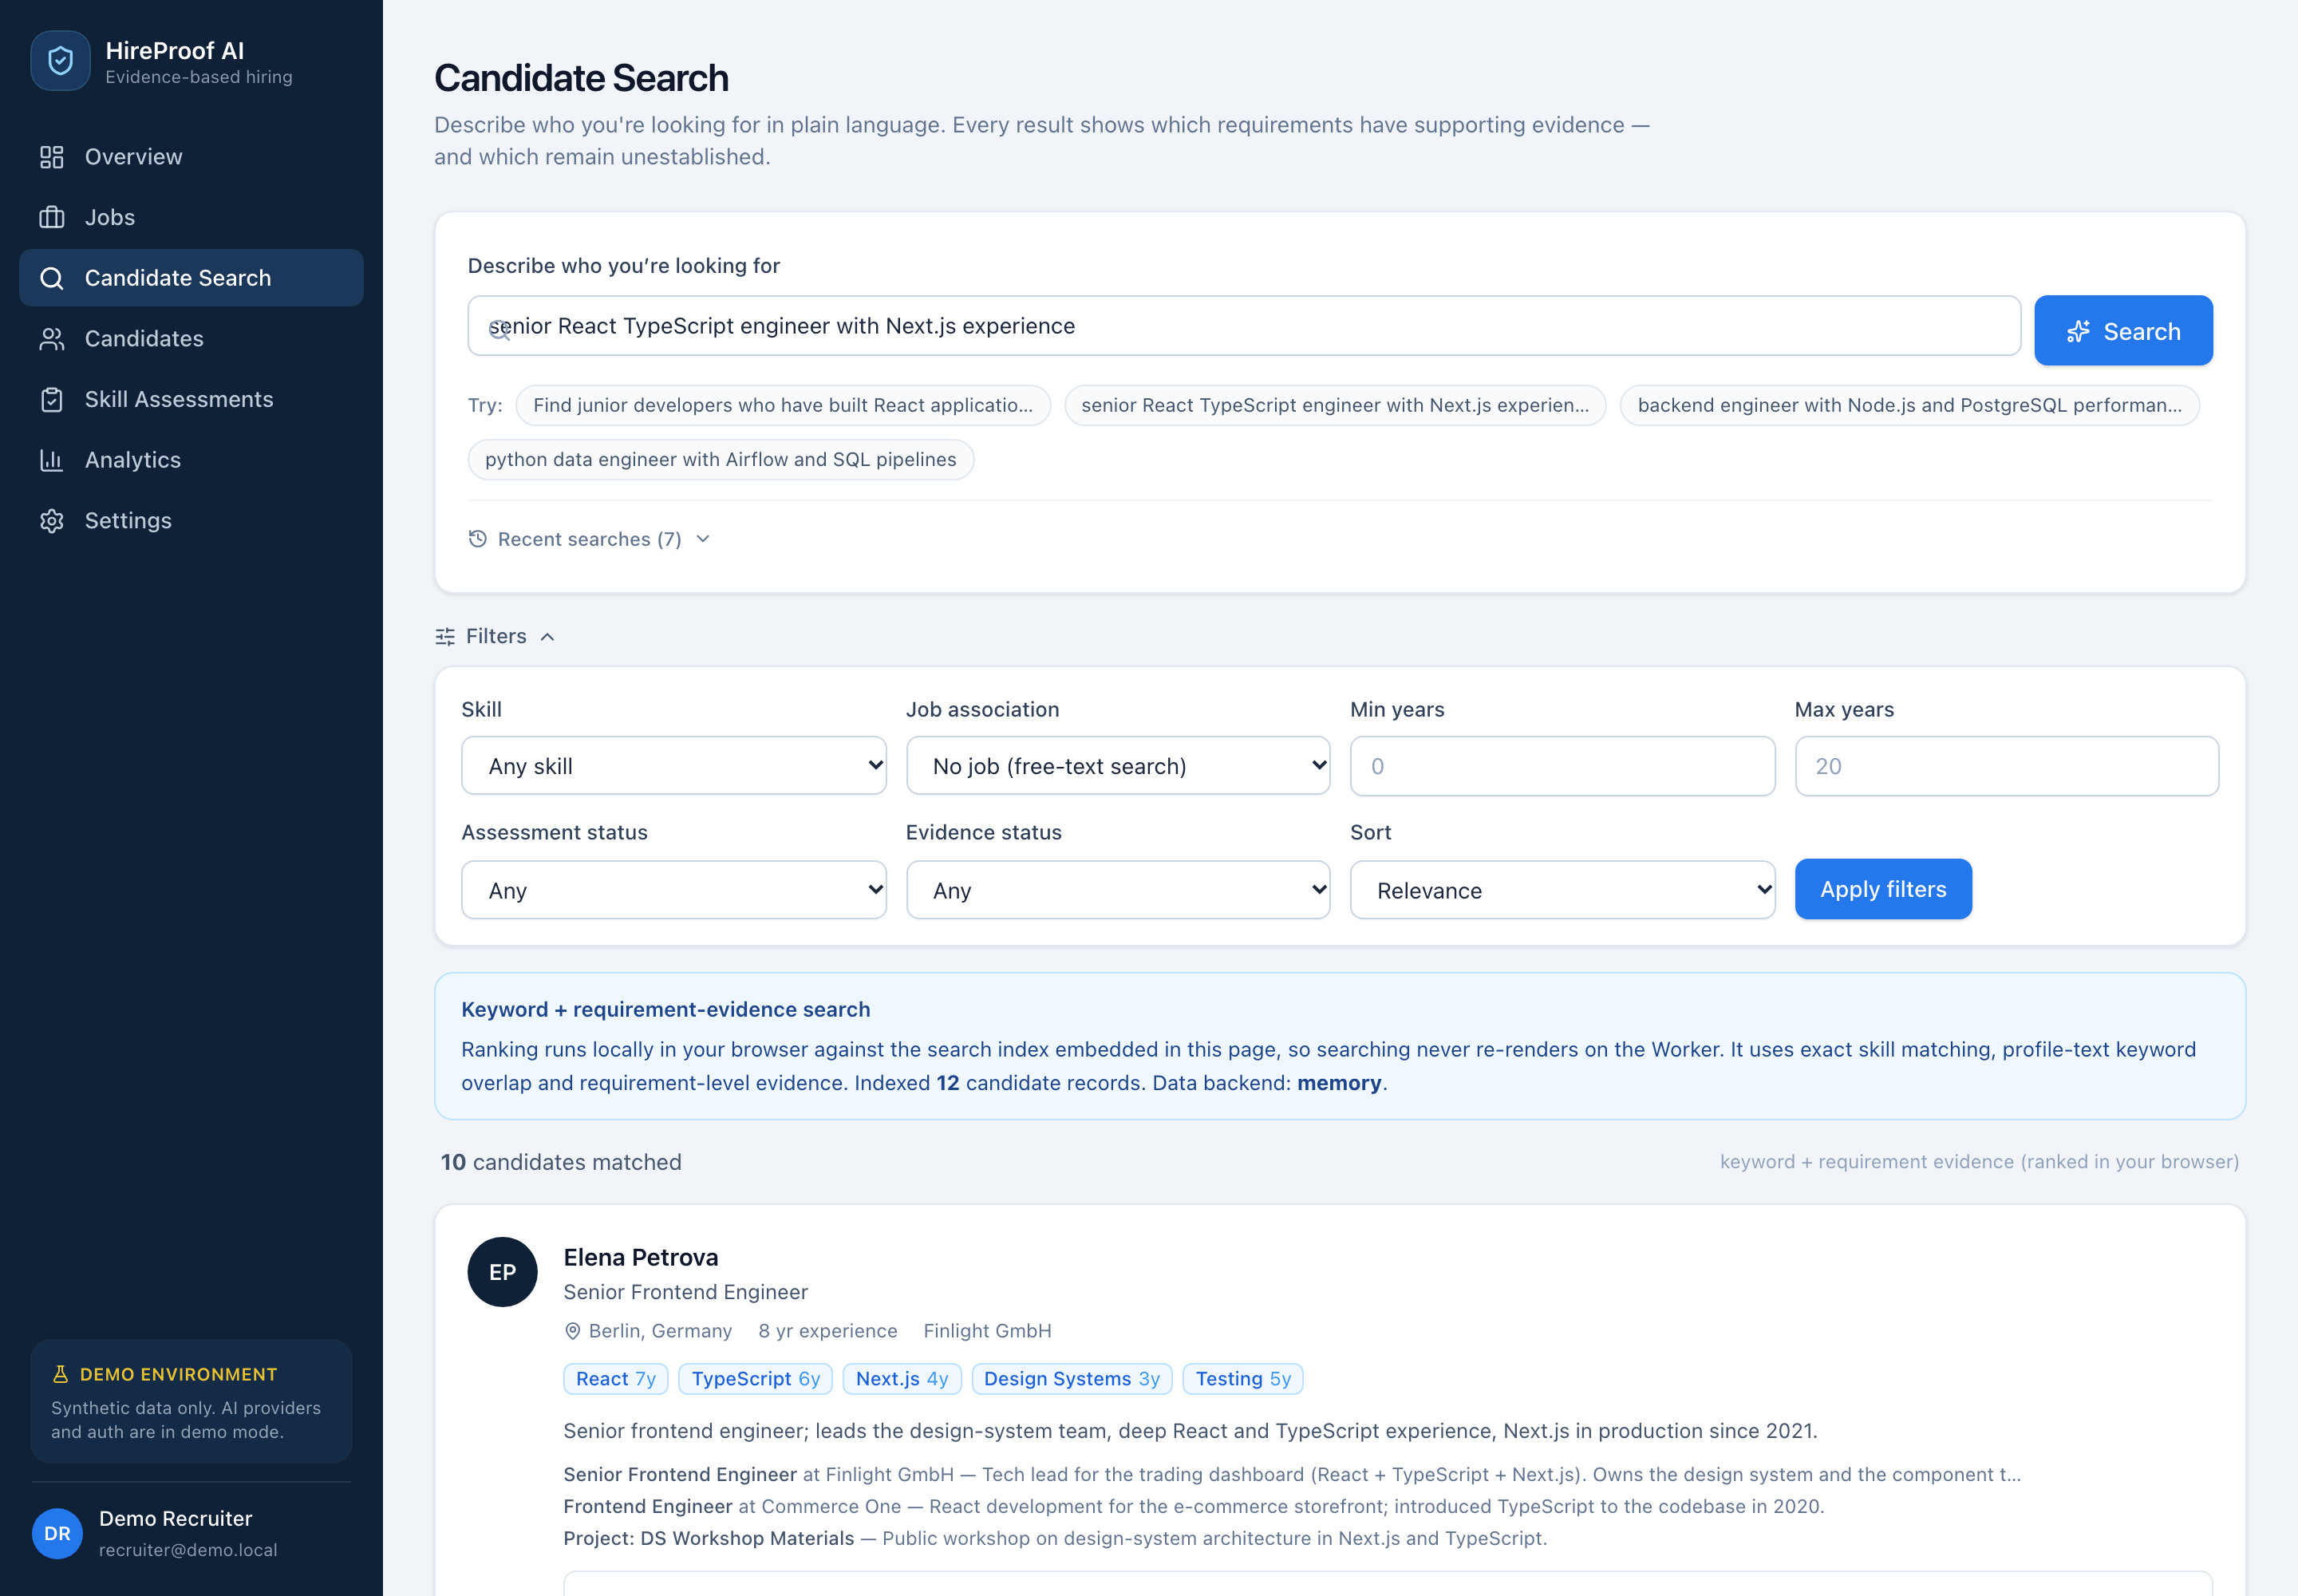 HireProof AI
Evidence-based hiring
Overview
Jobs
Candidate Search
Candidates
Skill Assessments
Analytics
Settings
DEMO ENVIRONMENT
Synthetic data only. AI providers
and auth are in demo mode.
DR
Demo Recruiter
recruiter@demo.local
Candidate Search
Describe who you're looking for in plain language. Every result shows which requirements have supporting evidence —
and which remain unestablished.
Describe who you’re looking for
senior React TypeScript engineer with Next.js experience
Search
Try:
Find junior developers who have built React applicatio...
senior React TypeScript engineer with Next.js experien...
backend engineer with Node.js and PostgreSQL performan...
python data engineer with Airflow and SQL pipelines
Recent searches (7)
Filters
Skill
Job association
Min years
Max years
Any skill
No job (free-text search)
0
20
Assessment status
Evidence status
Sort
Any
Any
Relevance
Apply filters
Keyword + requirement-evidence search
Ranking runs locally in your browser against the search index embedded in this page, so searching never re-renders on the Worker. It uses exact skill matching, profile-text keyword
overlap and requirement-level evidence. Indexed 12 candidate records. Data backend: memory.
10 candidates matched
keyword + requirement evidence (ranked in your browser)
EP
Elena Petrova
Senior Frontend Engineer
Berlin, Germany 8 yr experience Finlight GmbH
React 7y TypeScript 6y Next.js 4y Design Systems 3y Testing 5y
Senior frontend engineer; leads the design-system team, deep React and TypeScript experience, Next.js in production since 2021.
Senior Frontend Engineer at Finlight GmbH — Tech lead for the trading dashboard (React + TypeScript + Next.js). Owns the design system and the component t...
Frontend Engineer at Commerce One — React development for the e-commerce storefront; introduced TypeScript to the codebase in 2020.
Project: DS Workshop Materials — Public workshop on design-system architecture in Next.js and TypeScript.